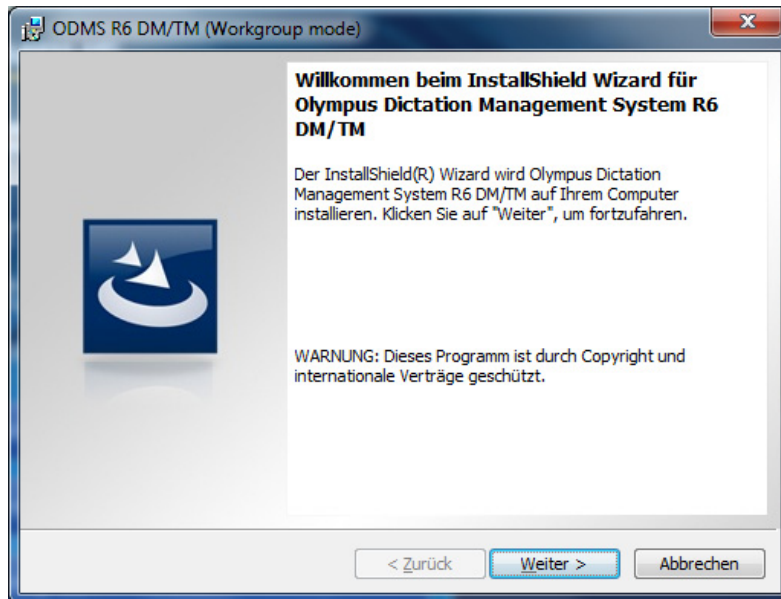 ODMS R6 DM/TM (Workgroup mode)
Willkommen beim InstallShield Wizard für
Olympus Dictation Management System R6
DM/TM
Der InstallShield(R) Wizard wird Olympus Dictation
Management System R6 DM/TM auf Ihrem Computer
installieren. Klicken Sie auf "Weiter", um fortzufahren.
WARNUNG: Dieses Programm ist durch Copyright und
internationale Verträge geschützt.
< Zurück
Weiter >
Abbrechen